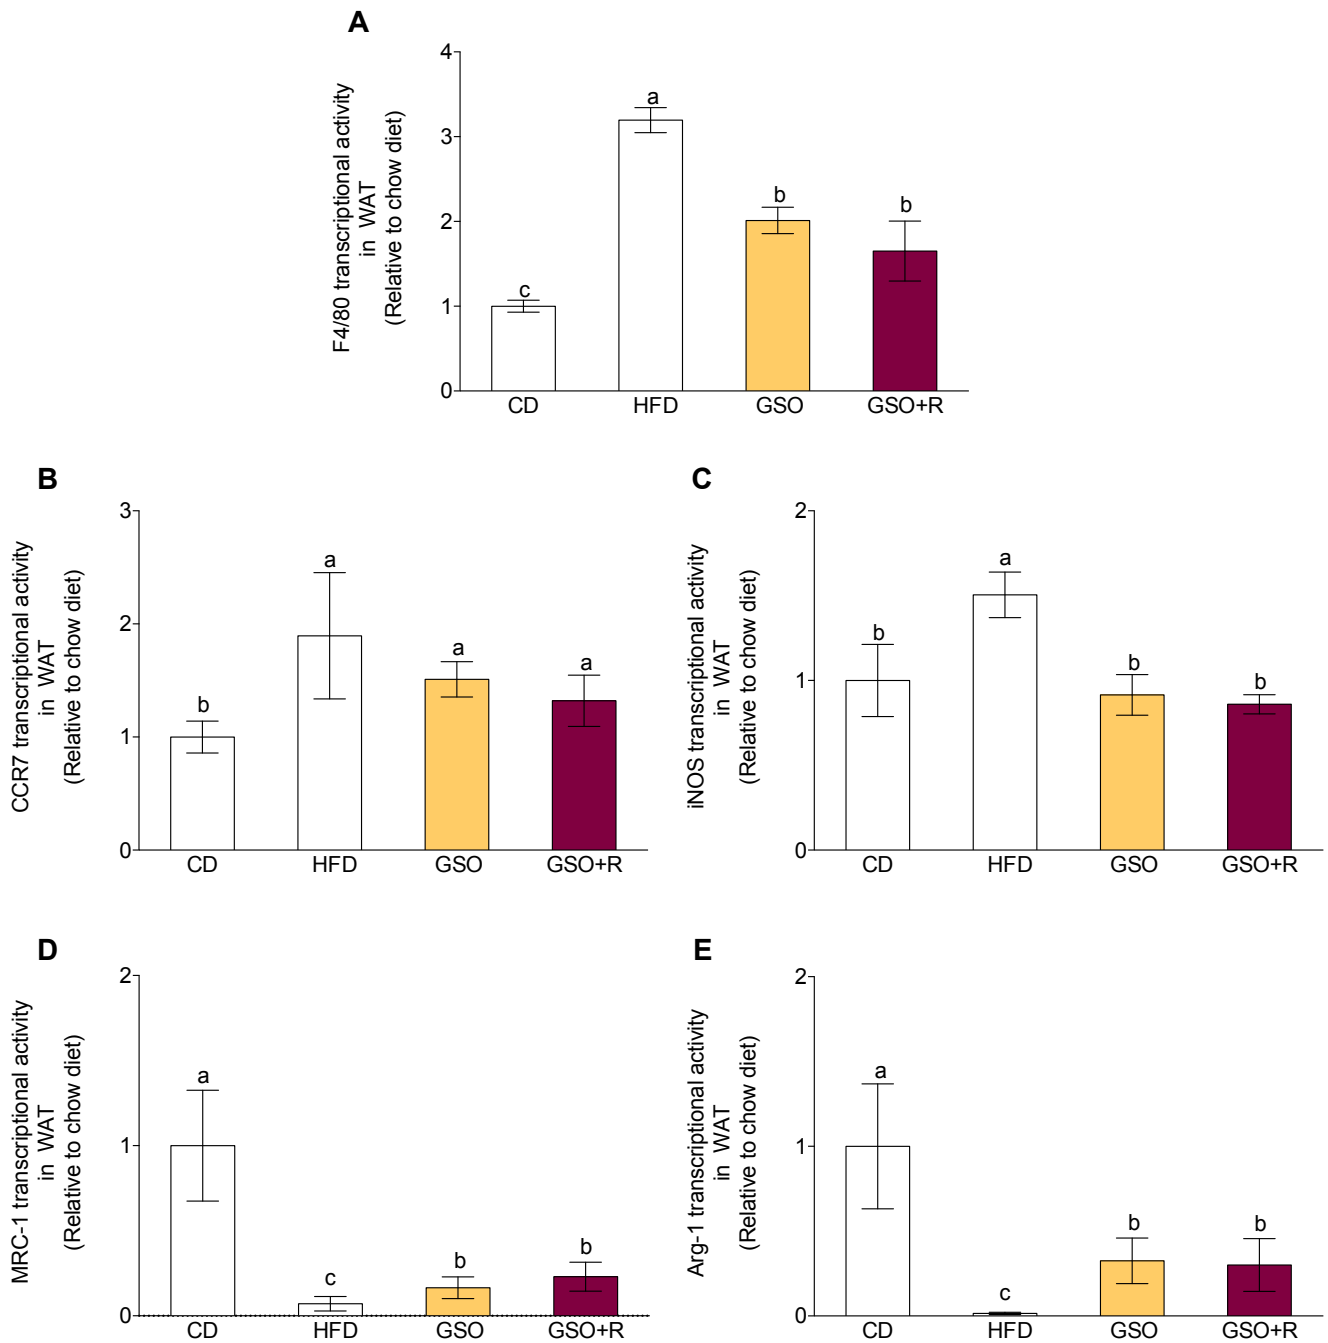 A
F4/80 transcriptional activity
in WAT
(Relative to chow diet)
4
3
2
1
0
c
a
b
b
CD HFD GSO GSO+R
B
CCR7 transcriptional activity
in WAT
(Relative to chow diet)
3
2
1
0
b
a
a
a
CD HFD GSO GSO+R
C
iNOS transcriptional activity
in WAT
(Relative to chow diet)
2
1
0
b
a
b
b
CD HFD GSO GSO+R
D
MRC-1 transcriptional activity
in WAT
(Relative to chow diet)
2
1
0
a
c
b
b
CD HFD GSO GSO+R
E
Arg-1 transcriptional activity
in WAT
(Relative to chow diet)
2
1
0
a
c
b
b
CD HFD GSO GSO+R